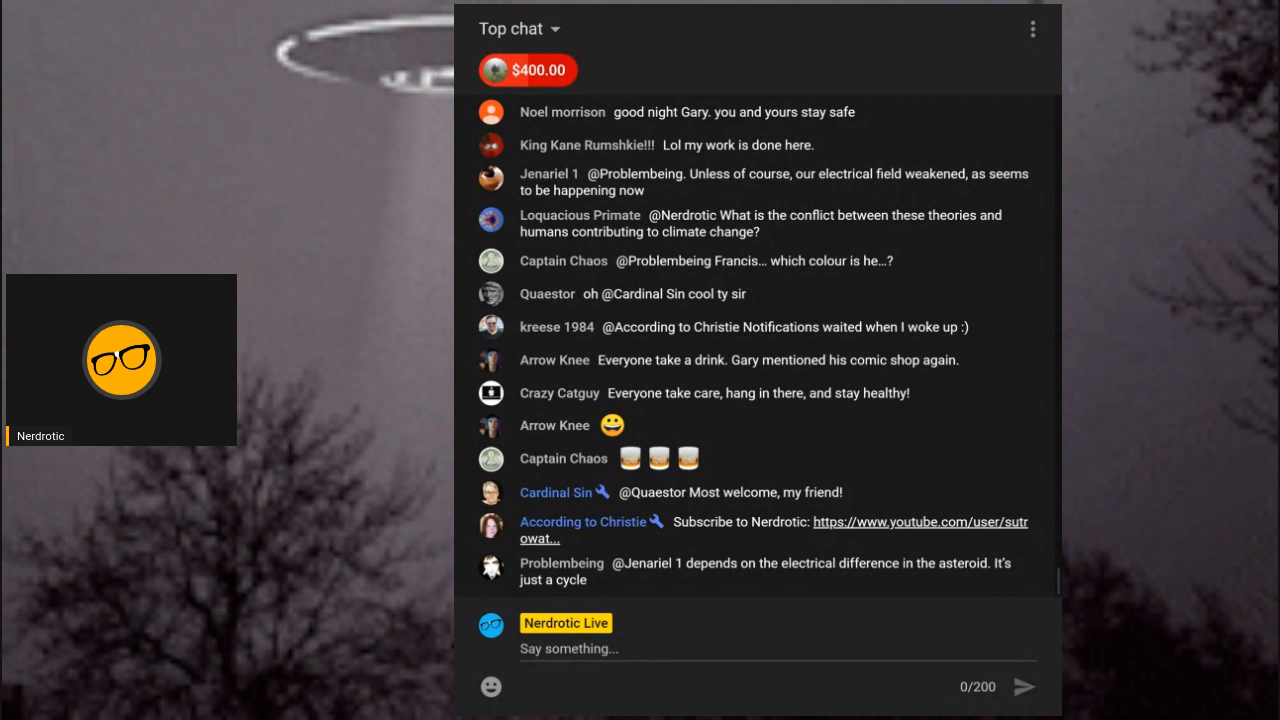 Top chat
$400.00
Noel morrison good night Gary. you and yours stay safe
King Kane Rumshkie!!! Lol my work is done here.
Jenariel 1 @Problembeing. Unless of course, our electrical field weakened, as seems
to be happening now
Loquacious Primate @Nerdrotic What is the conflict between these theories and
humans contributing to climate change?
Captain Chaos @Problembeing Francis... which colour is he...?
Quaestor oh @Cardinal Sin cool ty sir
kreese 1984 @According to Christie Notifications waited when I woke up :)
Arrow Knee Everyone take a drink. Gary mentioned his comic shop again.
Crazy Catguy Everyone take care, hang in there, and stay healthy!
Arrow Knee 😀
Captain Chaos 🥃 🥃 🥃
Cardinal Sin @Quaestor Most welcome, my friend!
According to Christie Subscribe to Nerdrotic: https://www.youtube.com/user/sutr
owat...
Problembeing @Jenariel 1 depends on the electrical difference in the asteroid. It's
just a cycle
Nerdrotic Live
Say something...
0/200
Nerdrotic